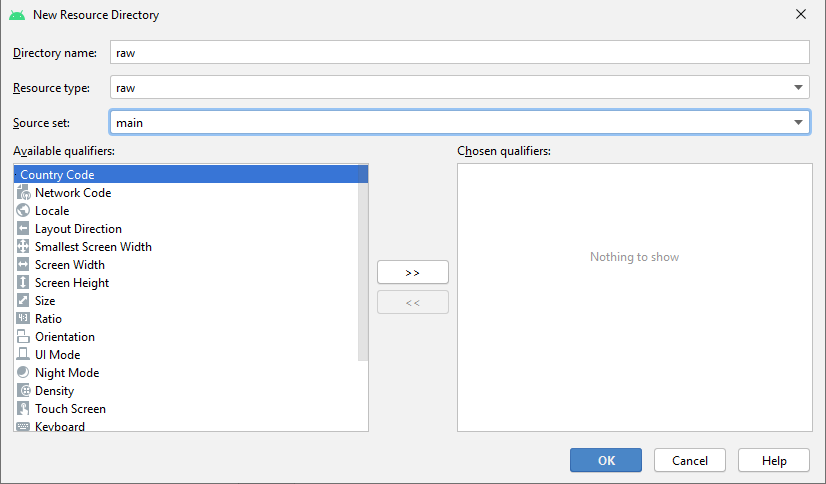 New Resource Directory
Directory name: raw
Resource type: raw
Source set: main
Available qualifiers:
Chosen qualifiers:
Country Code
Network Code
Locale
Layout Direction
Smallest Screen Width
Screen Width
Screen Height
Size
Ratio
Orientation
UI Mode
Night Mode
Density
Touch Screen
Keyboard
>>
<<
Nothing to show
OK
Cancel
Help